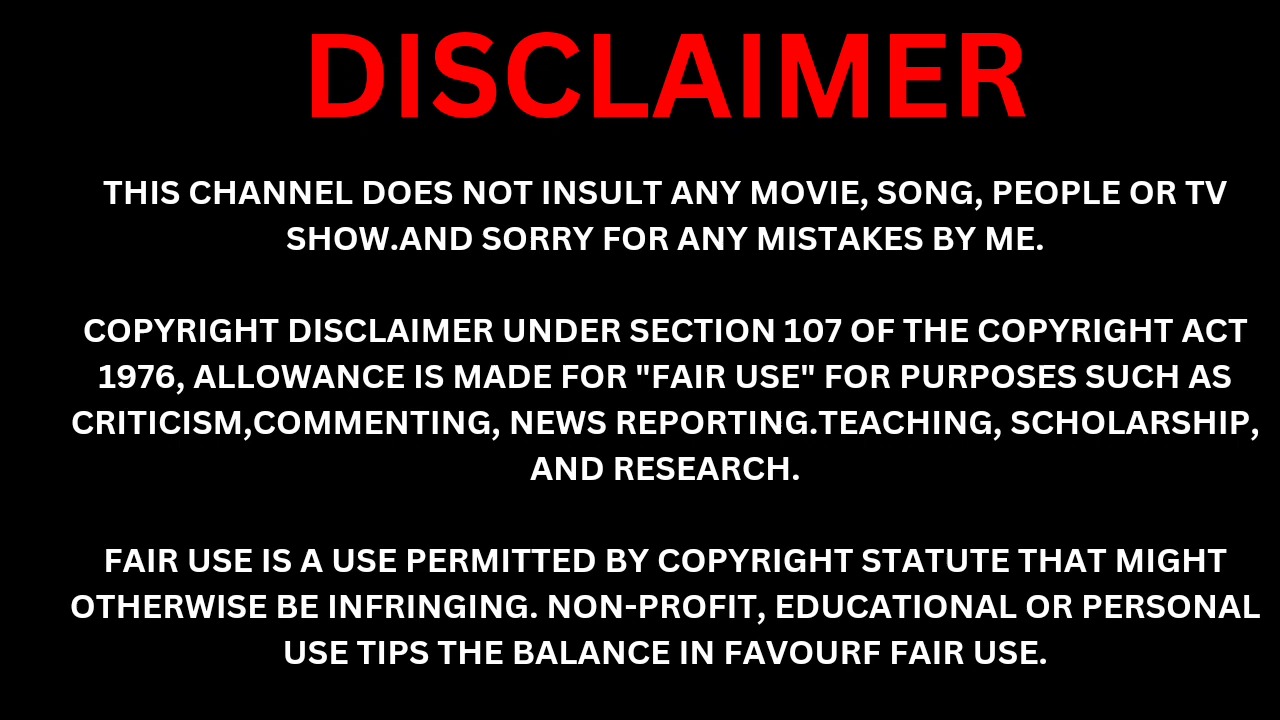 DISCLAIMER
THIS CHANNEL DOES NOT INSULT ANY MOVIE, SONG, PEOPLE OR TV
SHOW.AND SORRY FOR ANY MISTAKES BY ME.
COPYRIGHT DISCLAIMER UNDER SECTION 107 OF THE COPYRIGHT ACT
1976, ALLOWANCE IS MADE FOR "FAIR USE" FOR PURPOSES SUCH AS
CRITICISM,COMMENTING, NEWS REPORTING.TEACHING, SCHOLARSHIP,
AND RESEARCH.
FAIR USE IS A USE PERMITTED BY COPYRIGHT STATUTE THAT MIGHT
OTHERWISE BE INFRINGING. NON-PROFIT, EDUCATIONAL OR PERSONAL
USE TIPS THE BALANCE IN FAVOURF FAIR USE.